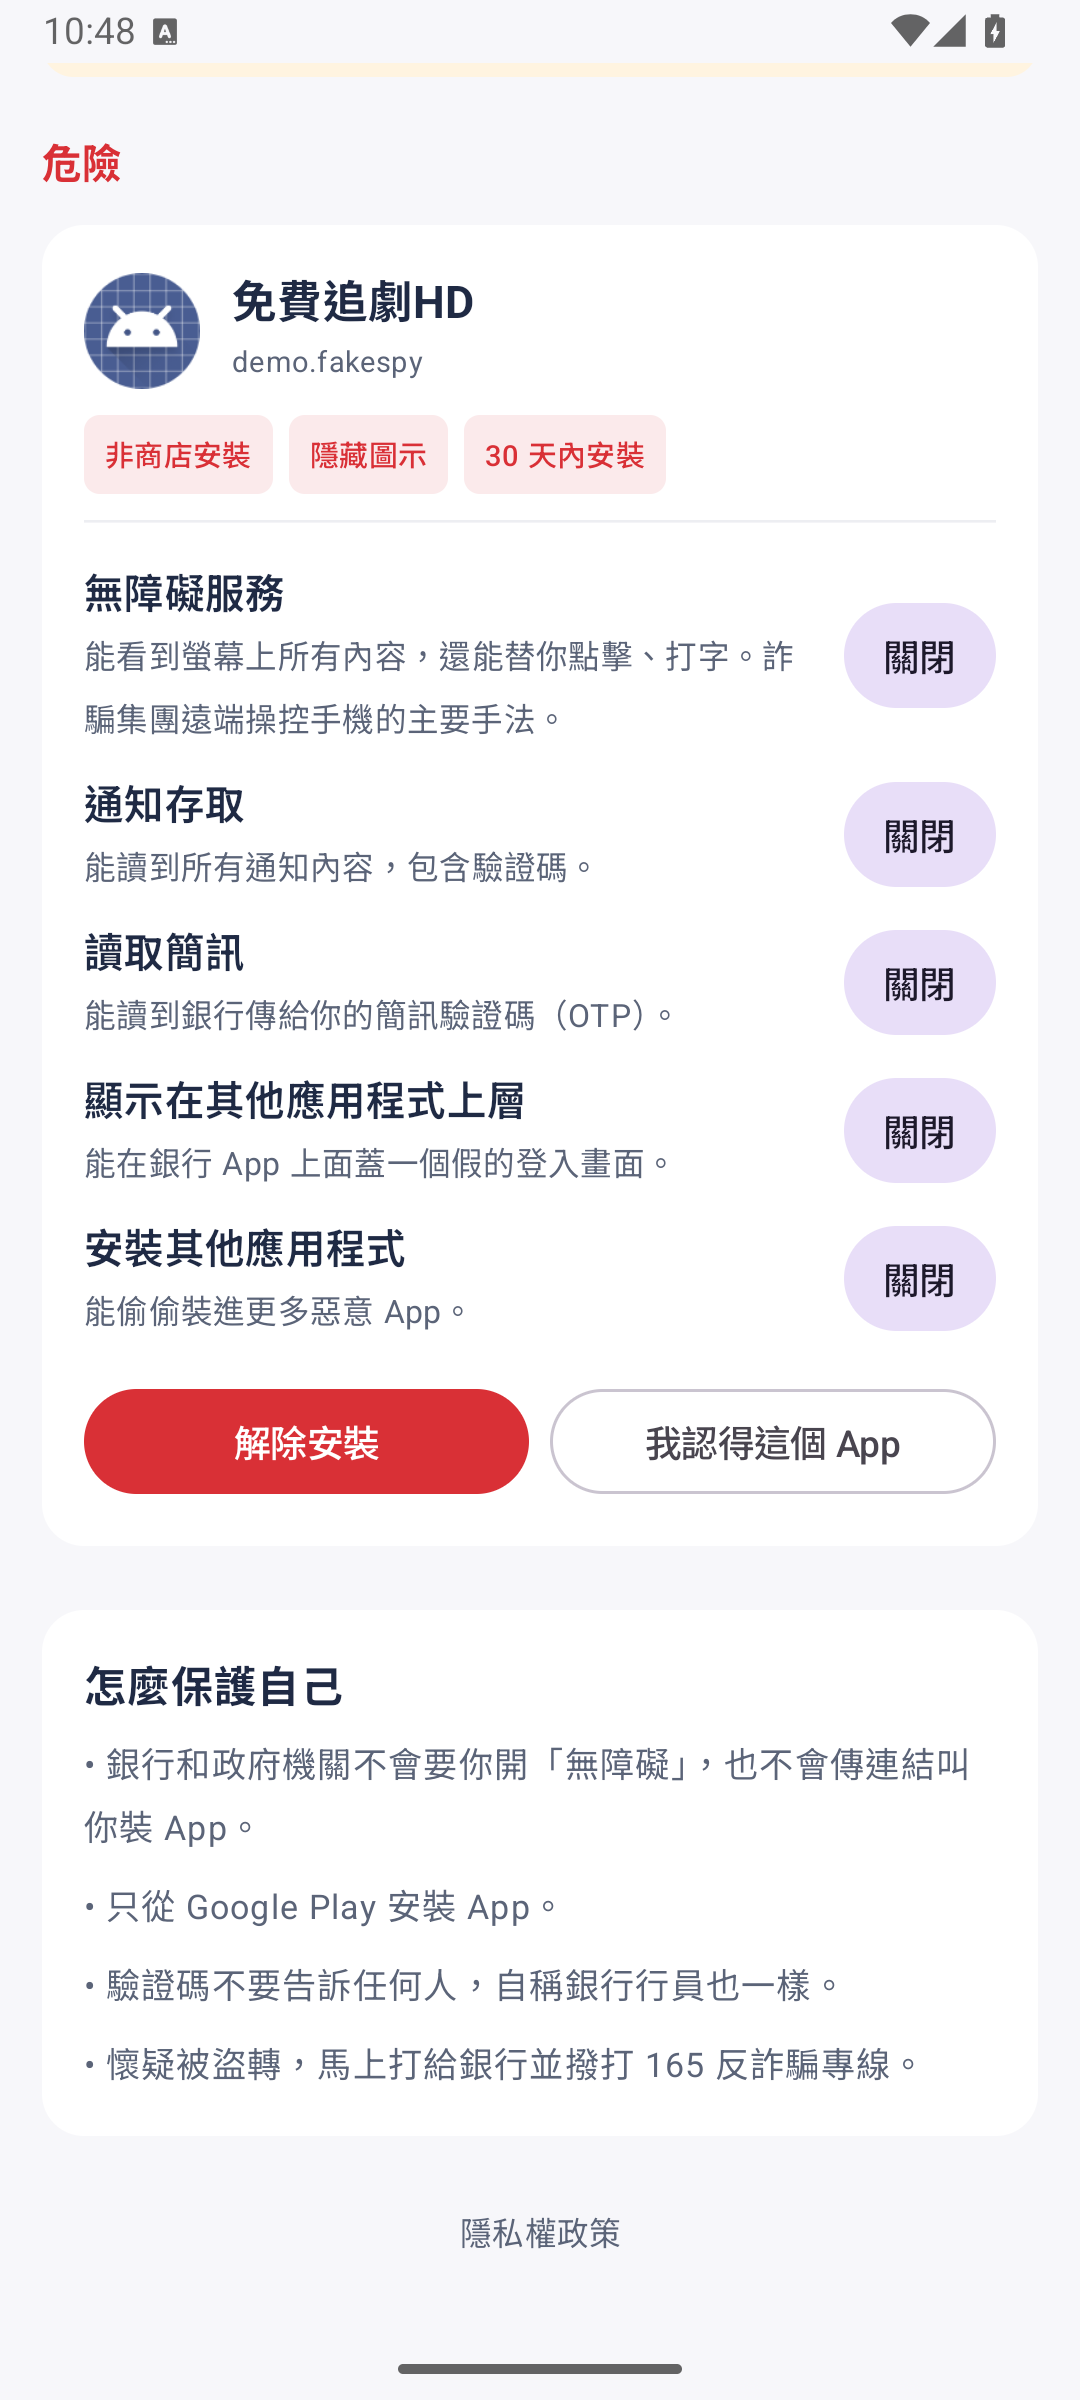 10:48
危險
免費追劇HD
demo.fakespy
非商店安裝 隱藏圖示 30 天內安裝
無障礙服務
能看到螢幕上所有內容，還能替你點擊、打字。詐
騙集團遠端操控手機的主要手法。
關閉
通知存取
能讀到所有通知內容，包含驗證碼。
關閉
讀取簡訊
能讀到銀行傳給你的簡訊驗證碼（OTP）。
關閉
顯示在其他應用程式上層
能在銀行 App 上面蓋一個假的登入畫面。
關閉
安裝其他應用程式
能偷偷裝進更多惡意 App。
關閉
解除安裝 我認得這個 App
怎麼保護自己
• 銀行和政府機關不會要你開「無障礙」，也不會傳連結叫
你裝 App。
• 只從 Google Play 安裝 App。
• 驗證碼不要告訴任何人，自稱銀行行員也一樣。
• 懷疑被盜轉，馬上打給銀行並撥打 165 反詐騙專線。
隱私權政策